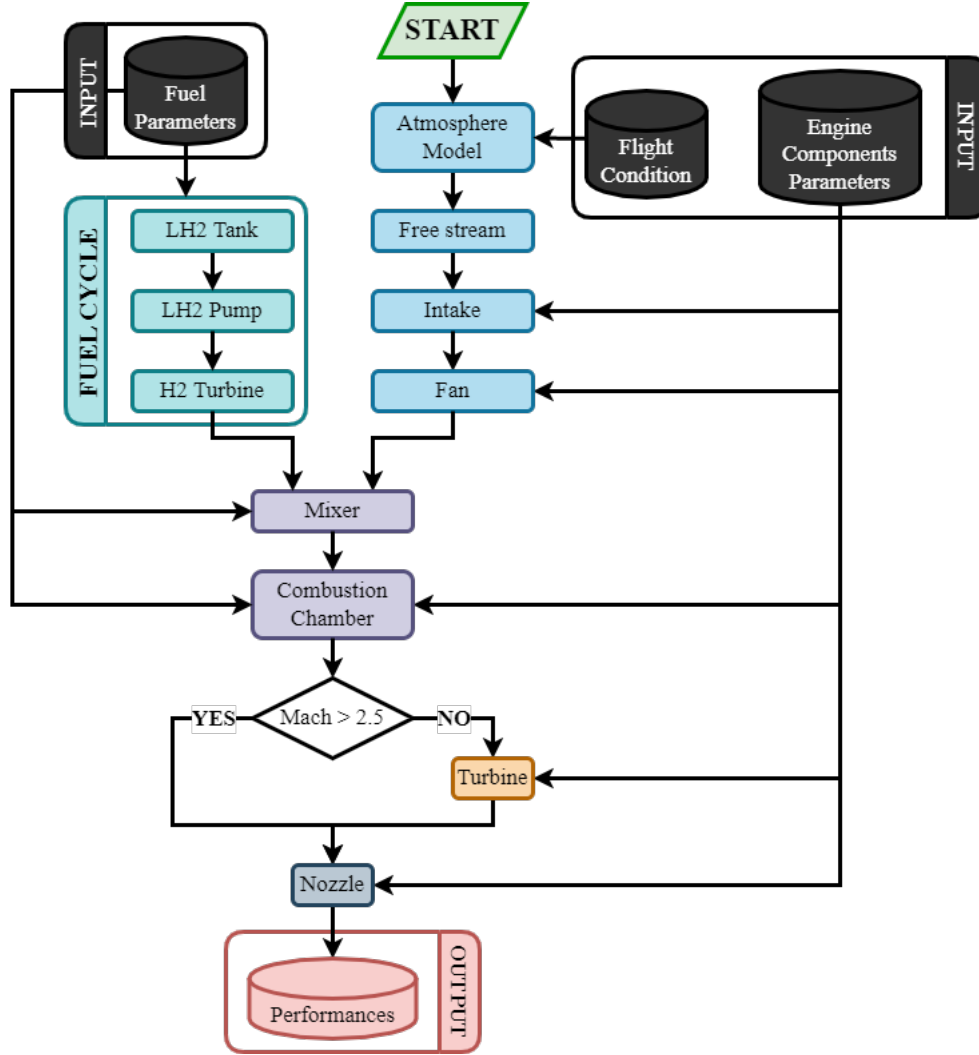 START
INPUT
Fuel
Parameters
Atmosphere
Model
Flight
Condition
Engine
Components
Parameters
INPUT
FUEL CYCLE
LH2 Tank
LH2 Pump
H2 Turbine
Free stream
Intake
Fan
Mixer
Combustion
Chamber
YES
Mach > 2.5
NO
Turbine
Nozzle
Performances
OUTPUT